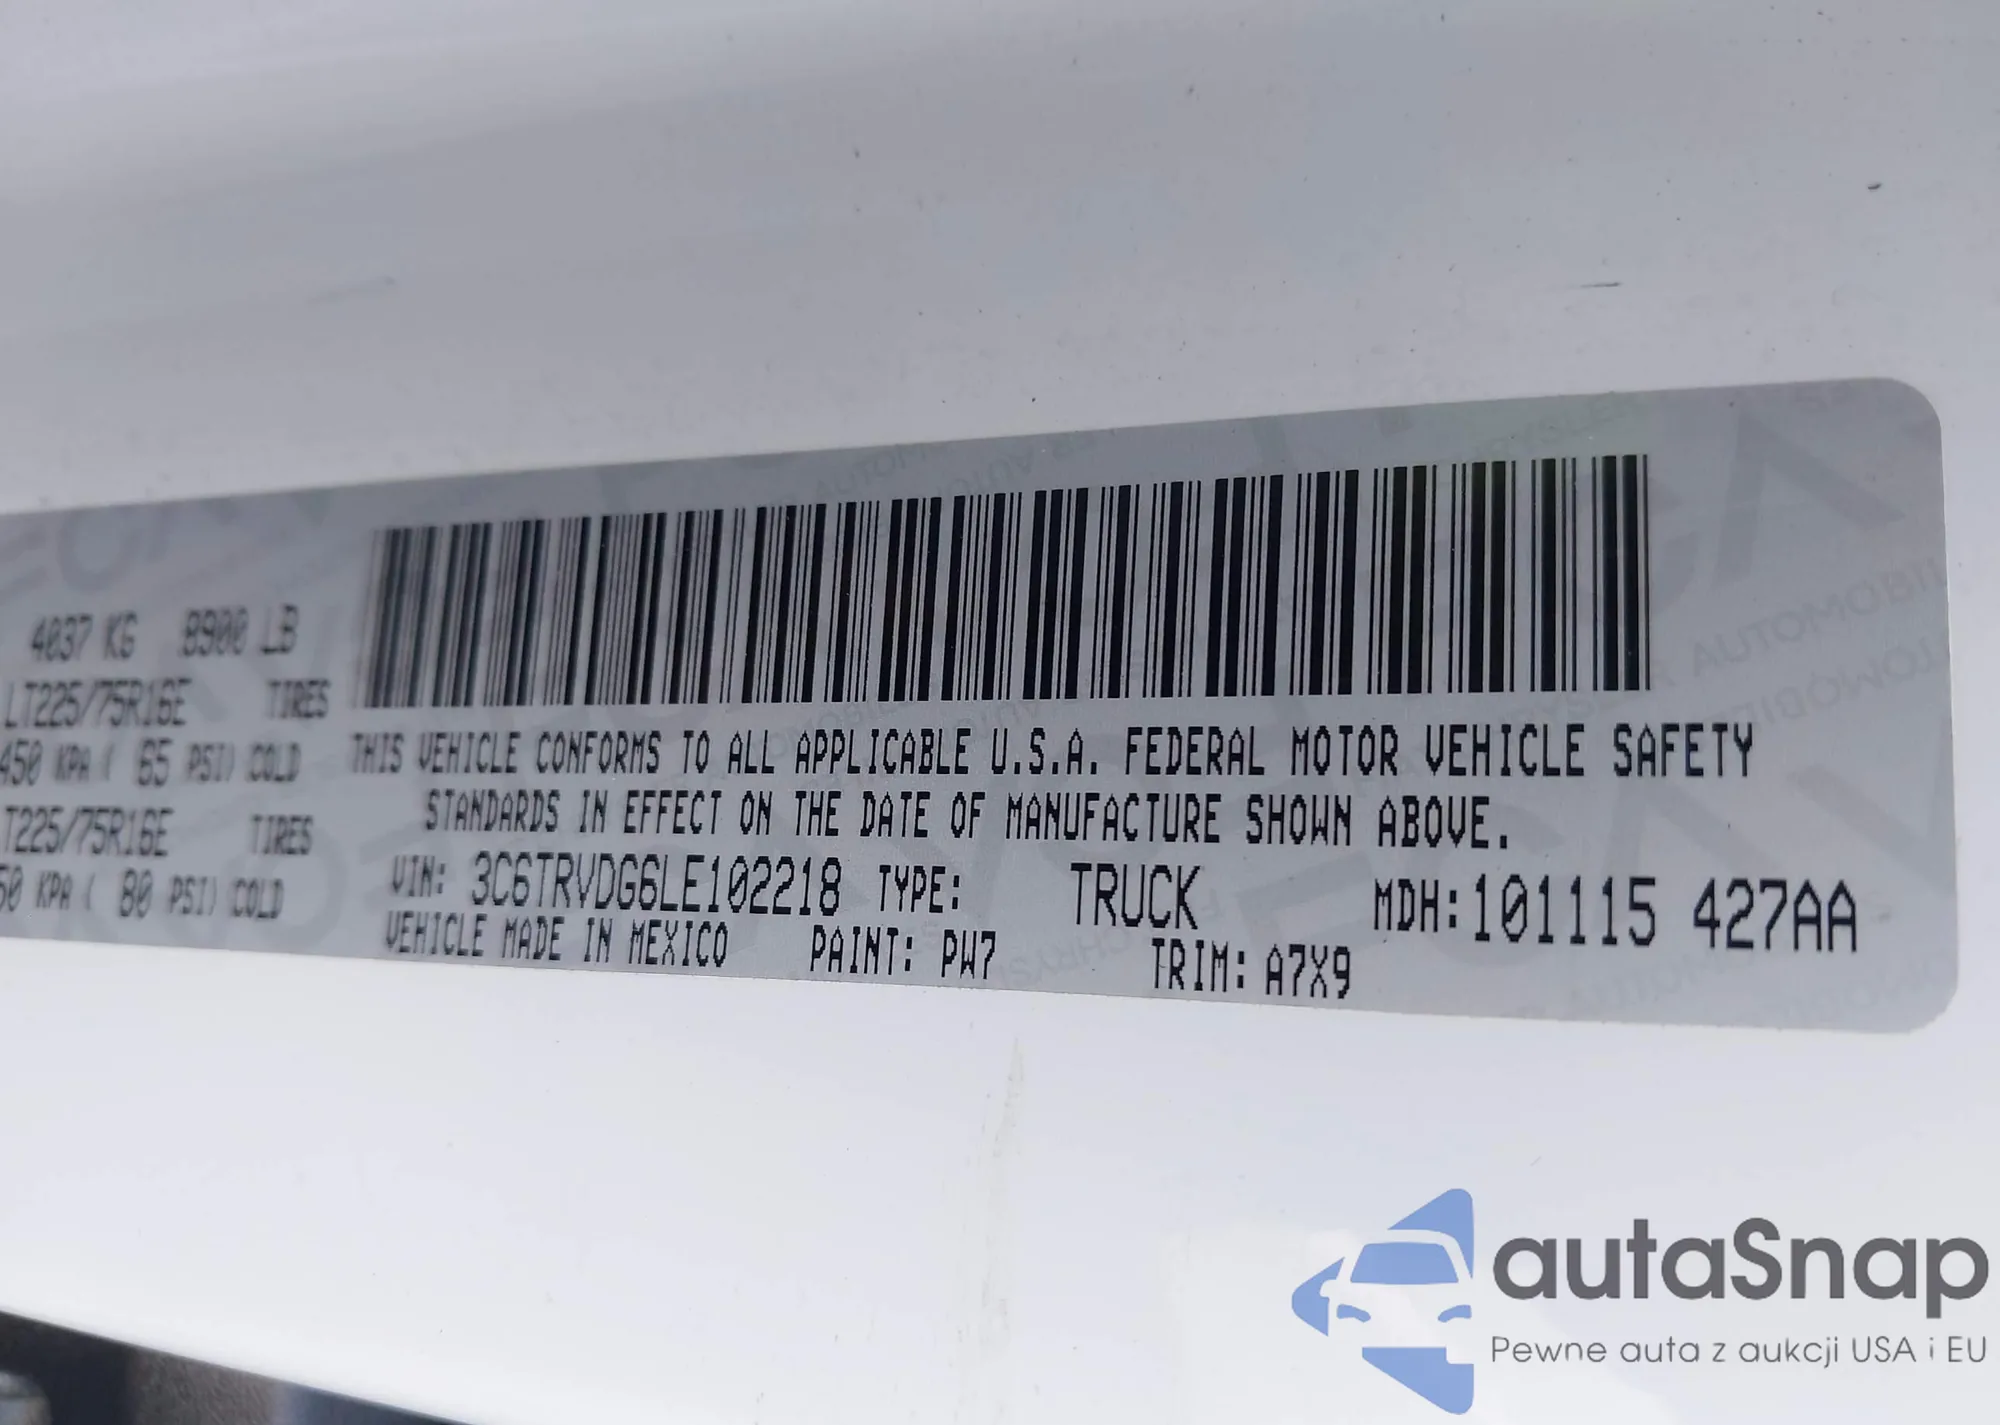 4037 KG 8900 LB
LT225/75R16E TIRES
450 KPA ( 65 PSI) COLD
T225/75R16E TIRES
50 KPA ( 80 PSI) COLD
THIS VEHICLE CONFORMS TO ALL APPLICABLE U.S.A. FEDERAL MOTOR VEHICLE SAFETY
STANDARDS IN EFFECT ON THE DATE OF MANUFACTURE SHOWN ABOVE.
VIN: 3C6TRVDG6LE102218 TYPE: TRUCK MDH:101115 427AA
VEHICLE MADE IN MEXICO PAINT: PW7 TRIM: A7X9
autaSnap
Pewne auta z aukcji USA i EU